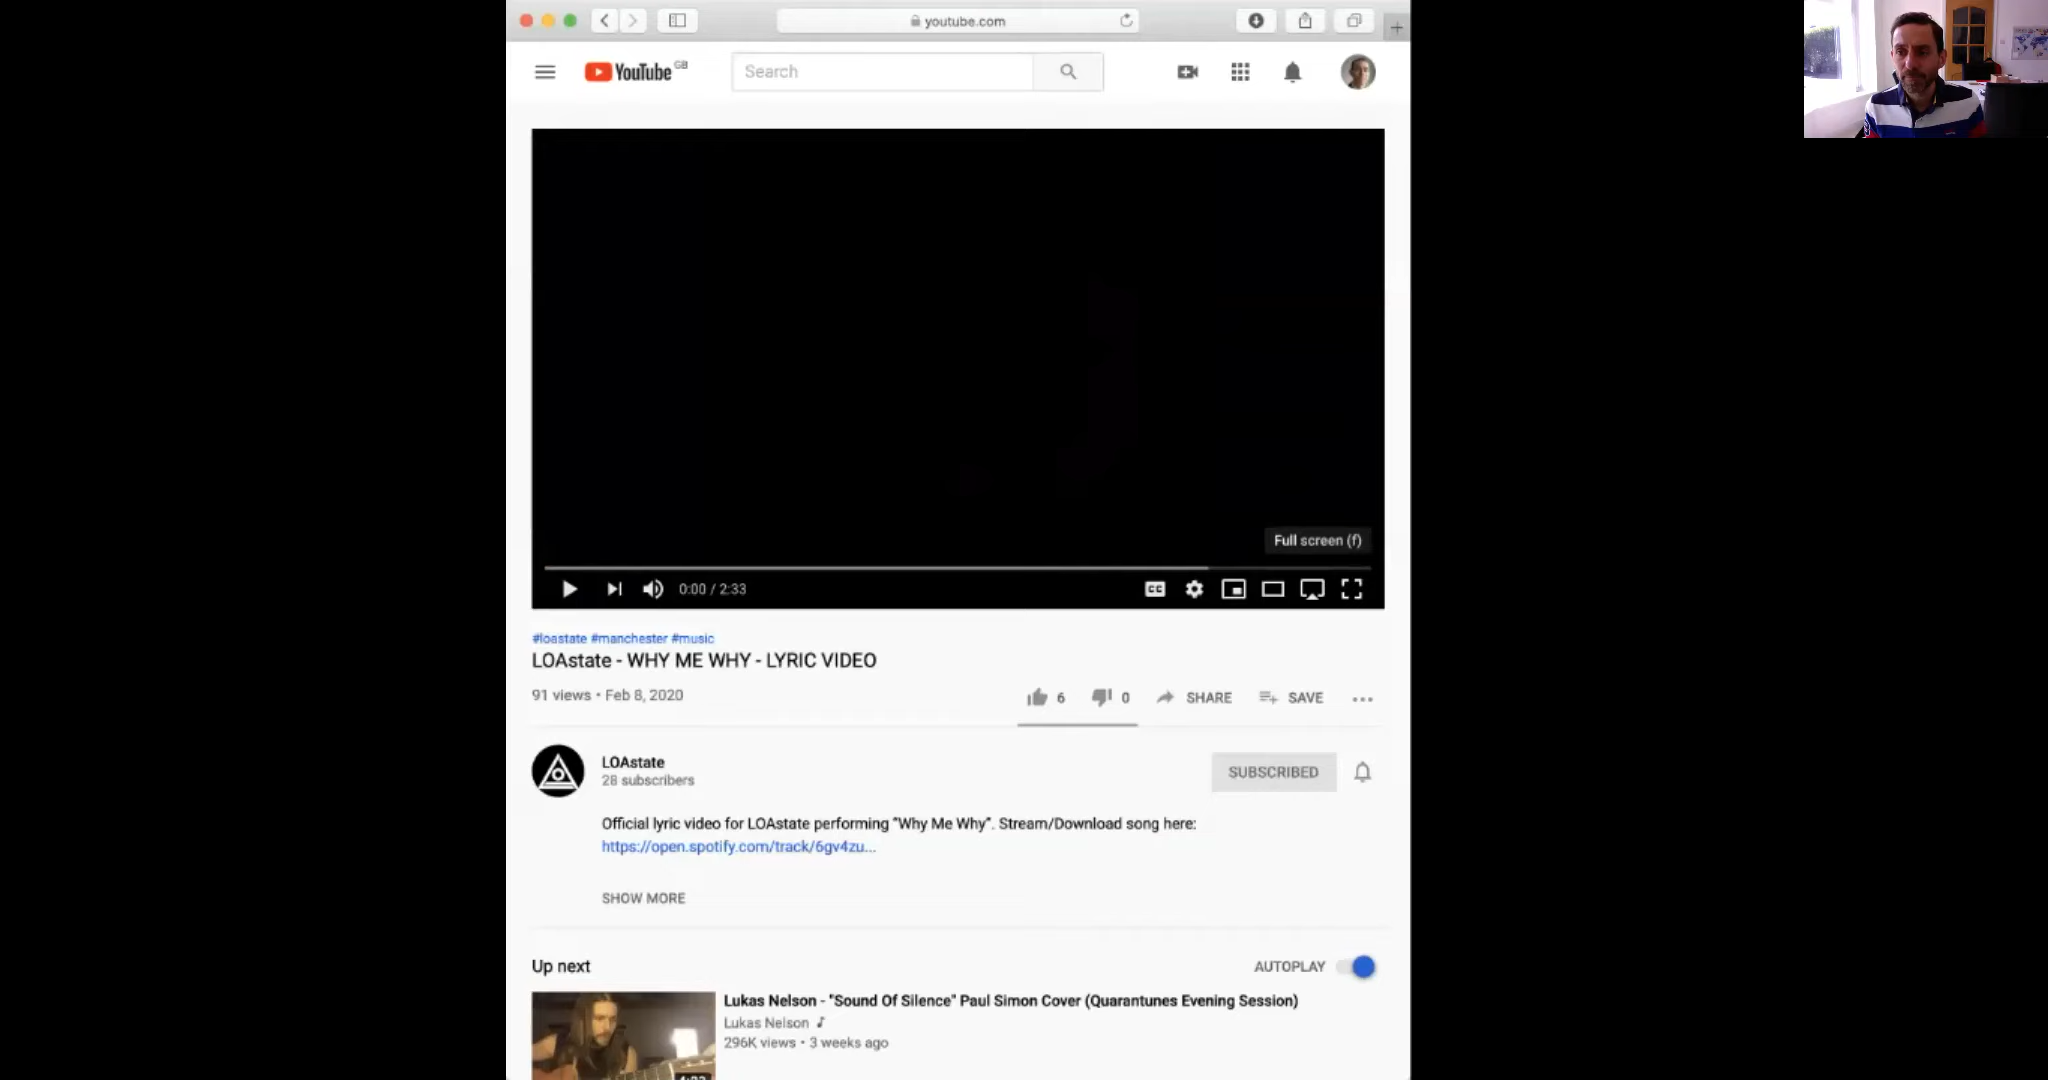 youtube.com
YouTube GB
Search
Full screen (f)
CC
0:00 / 2:33
#loastate #manchester #music
LOAstate - WHY ME WHY - LYRIC VIDEO
91 views • Feb 8, 2020
6 0 SHARE SAVE
LOAstate
28 subscribers
SUBSCRIBED
Official lyric video for LOAstate performing “Why Me Why”. Stream/Download song here:
https://open.spotify.com/track/6gv4zu...
SHOW MORE
Up next
AUTOPLAY
Lukas Nelson - "Sound Of Silence" Paul Simon Cover (Quarantunes Evening Session)
Lukas Nelson
296K views • 3 weeks ago